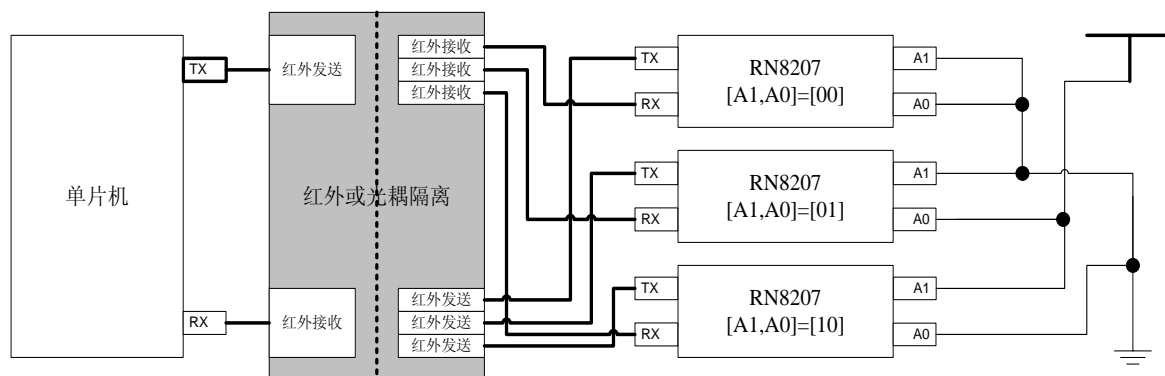 单片机
TX
RX
红外发送
红外接收
红外或光耦隔离
红外接收
红外接收
红外接收
红外发送
红外发送
红外发送
TX
RX
RN8207
[A1,A0]=[00]
A1
A0
TX
RX
RN8207
[A1,A0]=[01]
A1
A0
TX
RX
RN8207
[A1,A0]=[10]
A1
A0